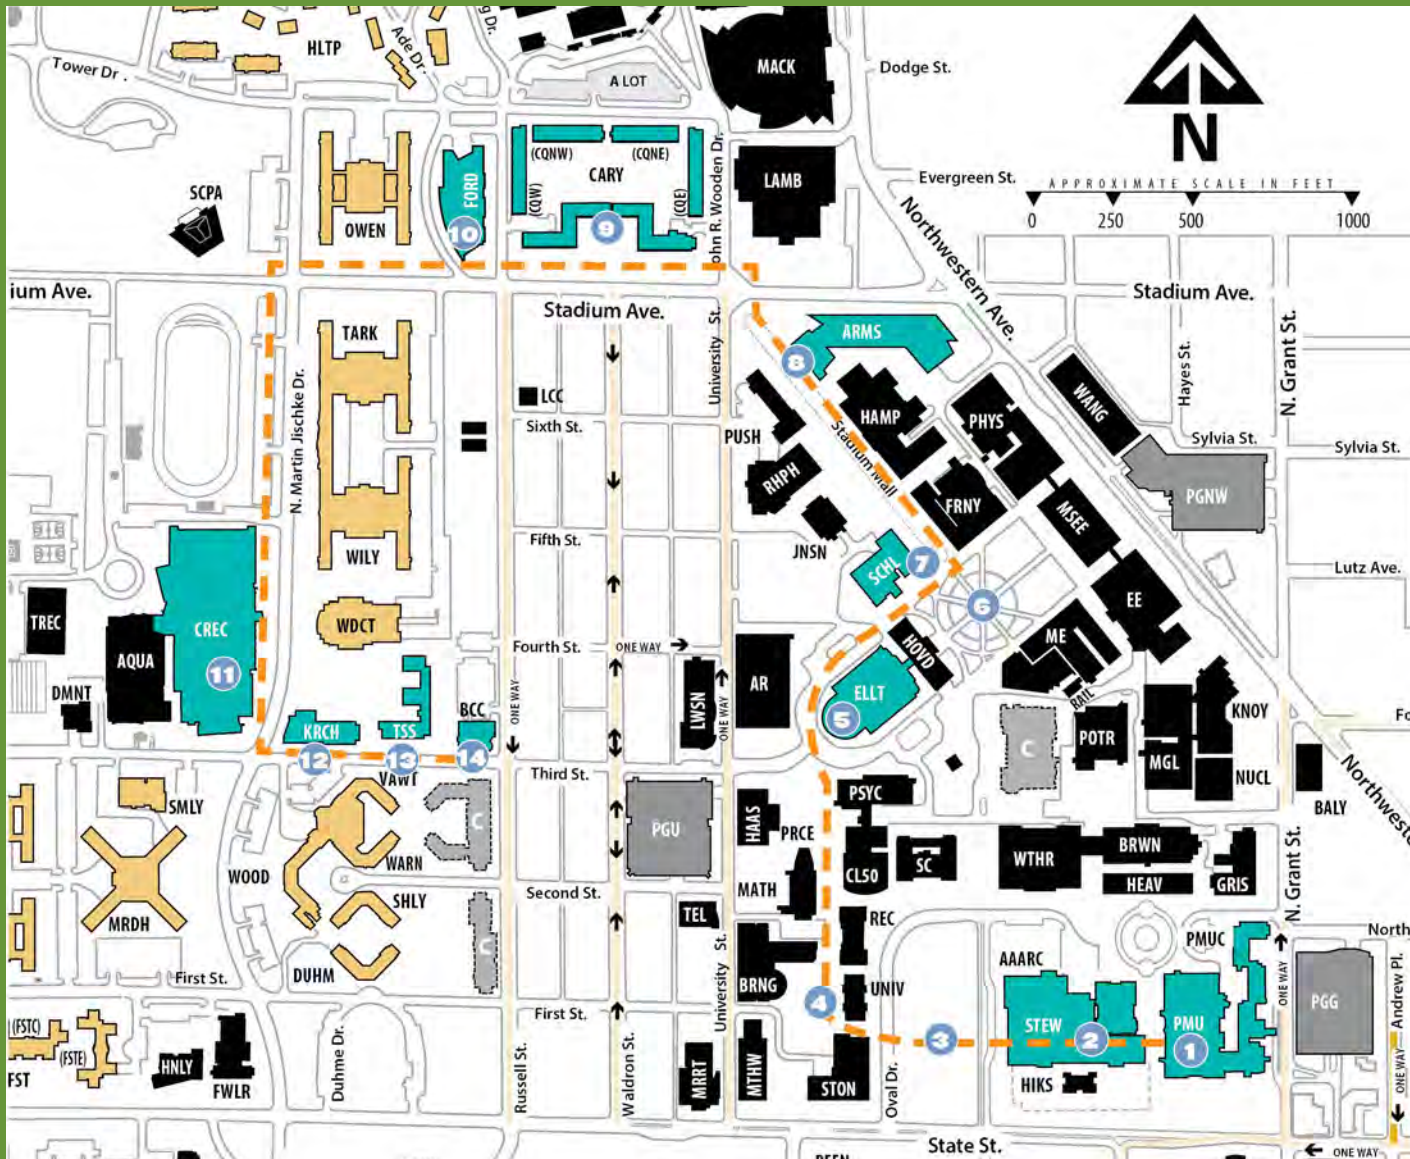 HLTP
Ade Dr.
g Dr.
Tower Dr.
A LOT
MACK
Dodge St.
N
APPROXIMATE SCALE IN FEET
0 250 500 1000
SCPA
OWEN
FORD
10
(CQNW)
(CQNE)
CARY
(CQW)
(CQE)
9
ohn R. Wooden Dr.
LAMB
Evergreen St.
Northwestern Ave.
ium Ave.
Stadium Ave.
Stadium Ave.
TARK
N. Martin Jischke Dr.
LCC
Sixth St.
University St.
ARMS
8
HAMP
PHYS
WANG
Hayes St.
N. Grant St.
Sylvia St.
Sylvia St.
PUSH
RHPH
Stadium Mall
FRNY
MSEE
PGNW
WILY
Fifth St.
JNSN
SCHL
7
6
EE
Lutz Ave.
TREC
AQUA
CREC
11
WDCT
Fourth St.
ONE WAY
AR
HOVD
ME
RAIL
DMNT
BCC
ONE WAY
LWSN
ONE WAY
ELLT
5
KNOY
Fo
KRCH
TSS
12
13
14
C
POTR
MGL
NUCL
BALY
Northweste
VAWT
Third St.
SMLY
PSYC
HAAS
PRCE
PGU
C
WARN
WOOD
CL50
SC
WTHR
BRWN
HEAV
GRIS
N. Grant St.
MATH
Second St.
SHLY
MRDH
TEL
REC
C
PMUC
North
AAARC
DUHM
First St.
BRNG
UNIV
4
First St.
University St.
STEW
PMU
3
2
1
ONE WAY
PGG
Andrew Pl.
(FSTC)
(FSTE)
FST
HNLY
FWLR
Duhme Dr.
Russell St.
Waldron St.
MRRT
MTHW
STON
Oval Dr.
HIKS
ONE WAY
State St.
ONE WAY